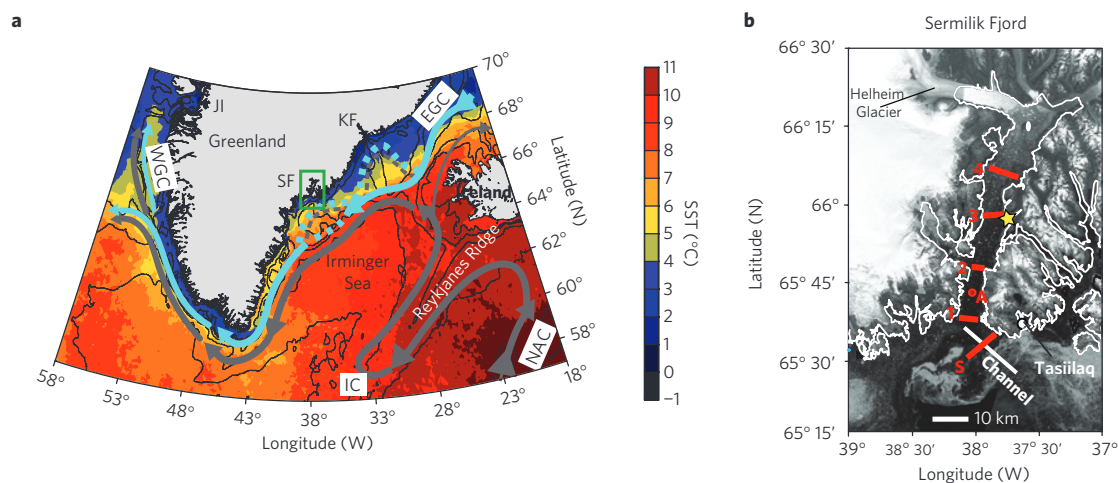 a
JI
Greenland
KF
EGC
WGC
SF
Irminger
Sea
Iceland
Reykjanes Ridge
IC
NAC
70°
68°
66°
64°
62°
60°
58°
Latitude (N)
58°
53°
48°
43°
38°
33°
28°
23°
18°
Longitude (W)
11
10
9
8
7
6
5
4
3
2
1
0
−1
SST (°C)
b
Sermilik Fjord
66° 30′
66° 15′
66°
65° 45′
65° 30′
65° 15′
Latitude (N)
Helheim
Glacier
4
3
2
A
1
S
Channel
Tasiilaq
10 km
39°
38° 30′
38°
37° 30′
37°
Longitude (W)